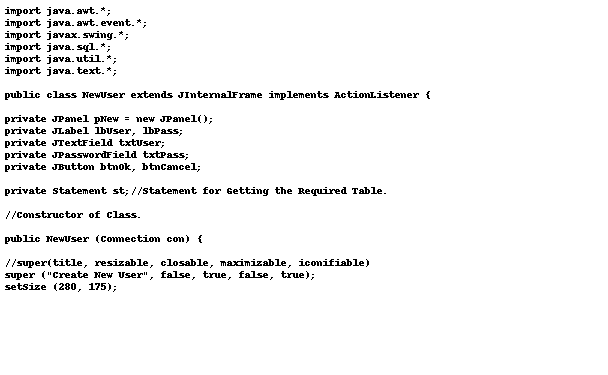 import java.awt.*;
import java.awt.event.*;
import javax.swing.*;
import java.sql.*;
import java.util.*;
import java.text.*;
public class NewUser extends JInternalFrame implements ActionListener {
private JPanel pNew = new JPanel();
private JLabel lbUser, lbPass;
private JTextField txtUser;
private JPasswordField txtPass;
private JButton btnOk, btnCancel;
private Statement st;//Statement for Getting the Required Table.
//Constructor of Class.
public NewUser (Connection con) {
//super(title, resizable, closable, maximizable, iconifiable)
super ("Create New User", false, true, false, true);
setSize (280, 175);